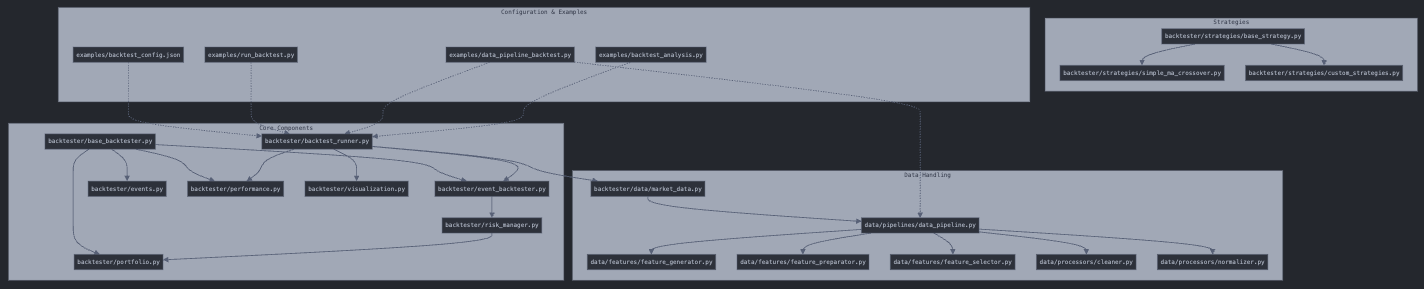 Configuration & Examples
examples/backtest_config.json
examples/run_backtest.py
examples/data_pipeline_backtest.py
examples/backtest_analysis.py
Strategies
backtester/strategies/base_strategy.py
backtester/strategies/simple_ma_crossover.py
backtester/strategies/custom_strategies.py
Core Components
backtester/base_backtester.py
backtester/backtest_runner.py
backtester/events.py
backtester/performance.py
backtester/visualization.py
backtester/event_backtester.py
backtester/risk_manager.py
backtester/portfolio.py
Data Handling
backtester/data/market_data.py
data/pipelines/data_pipeline.py
data/features/feature_generator.py
data/features/feature_preparator.py
data/features/feature_selector.py
data/processors/cleaner.py
data/processors/normalizer.py